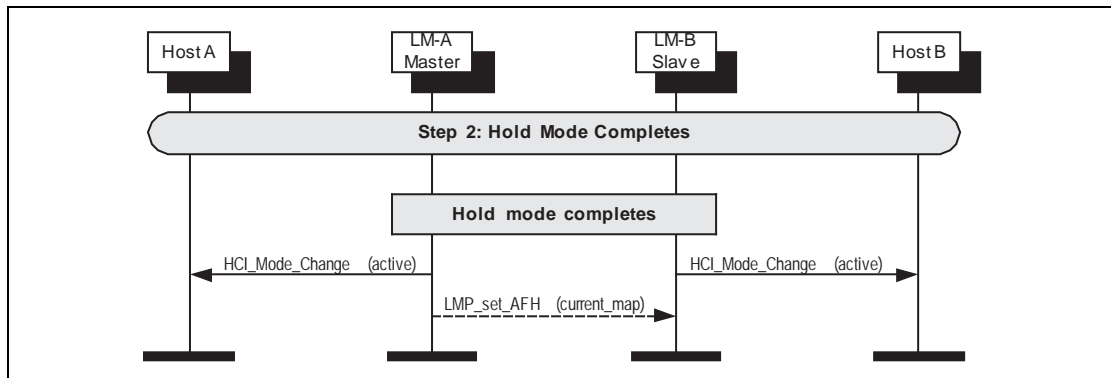 Host A
LM-A
Master
LM-B
Slave
Host B
Step 2: Hold Mode Completes
Hold mode completes
HCI_Mode_Change (active)
HCI_Mode_Change (active)
LMP_set_AFH (current_map)